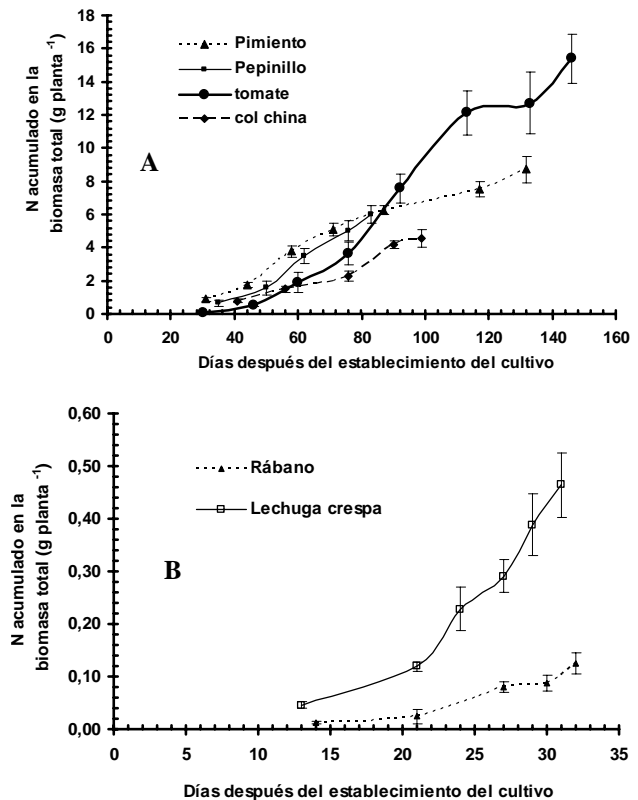 18
16
14
12
10
8
6
4
2
0
N acumulado en la
biomasa total (g planta -1)
Pimiento
Pepinillo
tomate
col china
A
0 20 40 60 80 100 120 140 160
Días después del establecimiento del cultivo
0,60
0,50
0,40
0,30
0,20
0,10
0,00
N acumulado en la
biomasa total (g planta -1)
Rábano
Lechuga crespa
B
0 5 10 15 20 25 30 35
Días después del establecimiento del cultivo